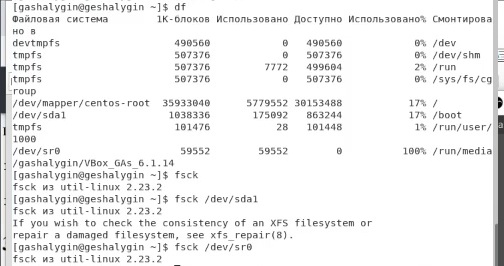 [gashalygin@geshalygin ~]$ df
Файловая система 1K-блоков Использовано Доступно Использовано% Смонтирова
но в
devtmpfs 490560 0 490560 0% /dev
tmpfs 507376 0 507376 0% /dev/shm
tmpfs 507376 7772 499604 2% /run
tmpfs 507376 0 507376 0% /sys/fs/cg
roup
/dev/mapper/centos-root 35933040 5779552 30153488 17% /
/dev/sda1 1038336 175092 863244 17% /boot
tmpfs 101476 28 101448 1% /run/user/
1000
/dev/sr0 59552 59552 0 100% /run/media
/gashalygin/VBox_GAs_6.1.14
[gashalygin@geshalygin ~]$ fsck
fsck из util-linux 2.23.2
[gashalygin@geshalygin ~]$ fsck /dev/sda1
fsck из util-linux 2.23.2
If you wish to check the consistency of an XFS filesystem or
repair a damaged filesystem, see xfs_repair(8).
[gashalygin@geshalygin ~]$ fsck /dev/sr0
fsck из util-linux 2.23.2